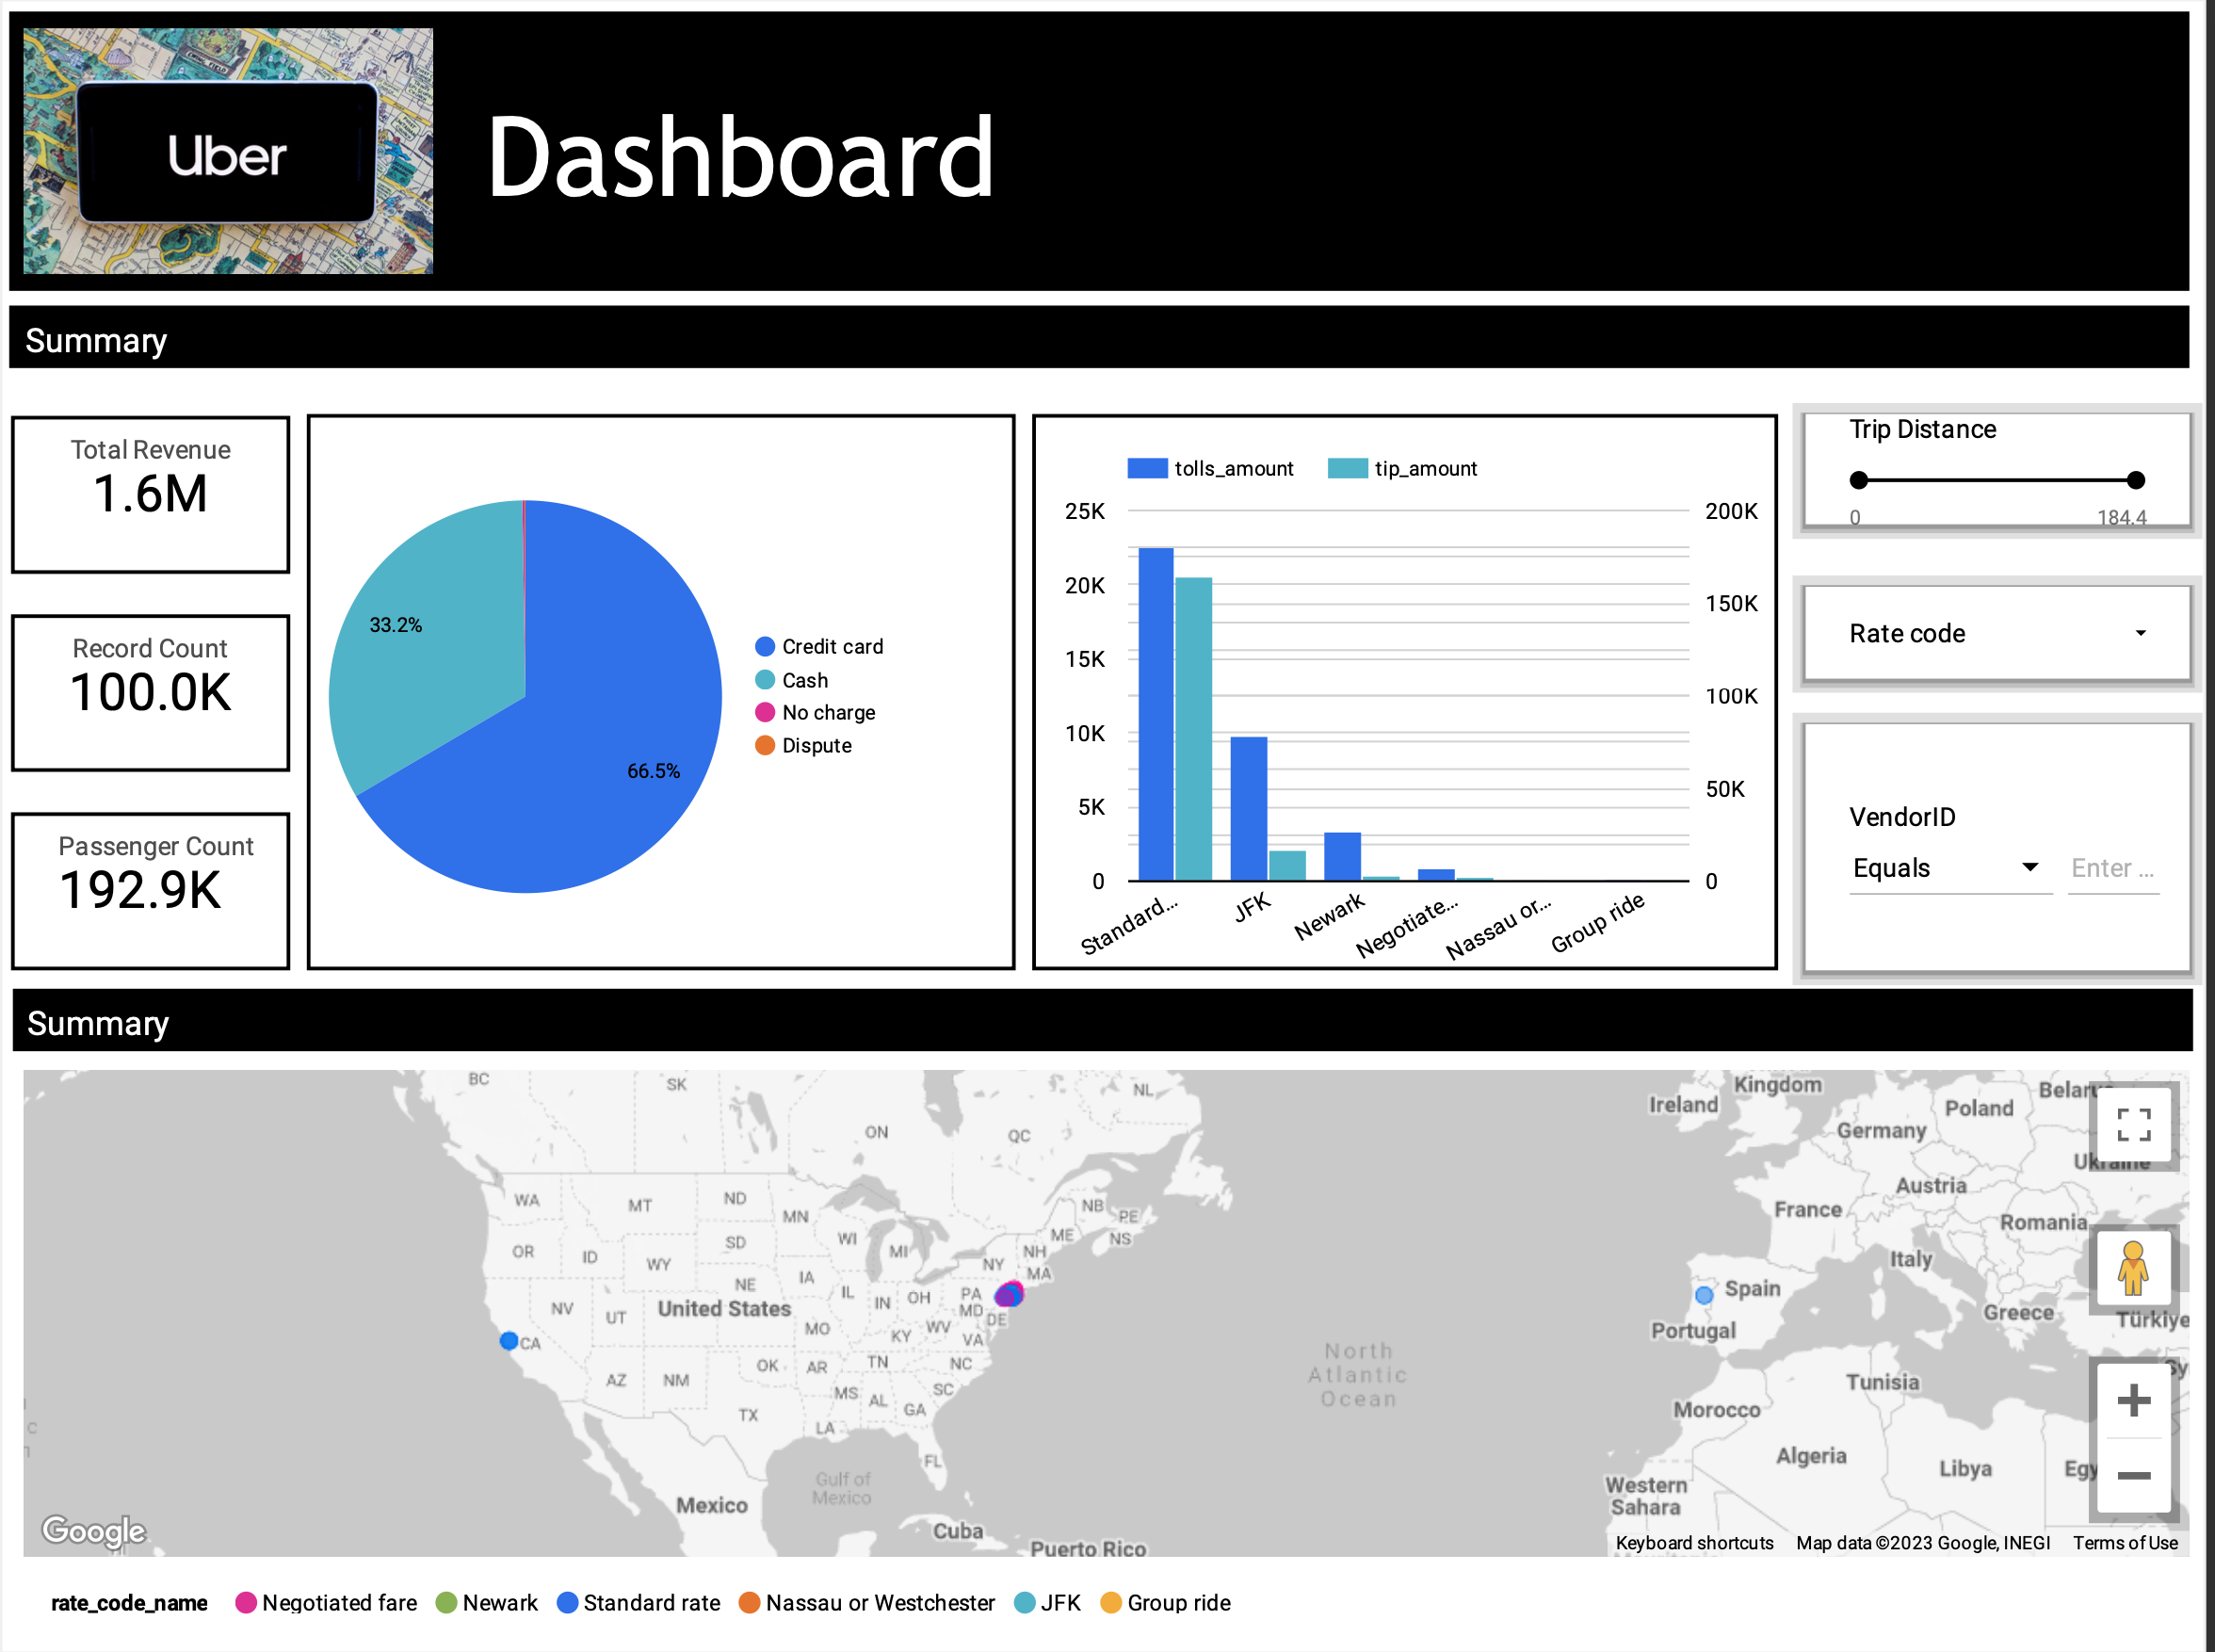 Uber
Dashboard
Summary
Total Revenue
1.6M
Record Count
100.0K
Passenger Count
192.9K
33.2%
66.5%
Credit card
Cash
No charge
Dispute
tolls_amount tip_amount
25K 200K
20K
150K
15K
100K
10K
50K
5K
0 0
Standard... JFK Newark Negotiate... Nassau or... Group ride
Trip Distance
0 184.4
Rate code
VendorID
Equals Enter ...
Summary
BC SK NL
ON QC
WA MT ND MN NB PE
OR ID WY SD WI MI NY NH ME NS
MA
NV UT NE IA IL IN OH PA
MD DE
United States
CA MO KY WV VA
AZ NM OK AR TN NC
MS AL GA SC
TX LA
FL
Gulf of
Mexico
Mexico
Cuba
Puerto Rico
North
Atlantic
Ocean
Kingdom
Ireland
Poland
Germany
Ukraine
Austria
France
Romania
Italy
Spain
Greece
Portugal
Türkiye
Tunisia
Morocco
Algeria
Libya
Western
Sahara
Google
Keyboard shortcuts Map data ©2023 Google, INEGI Terms of Use
rate_code_name Negotiated fare Newark Standard rate Nassau or Westchester JFK Group ride